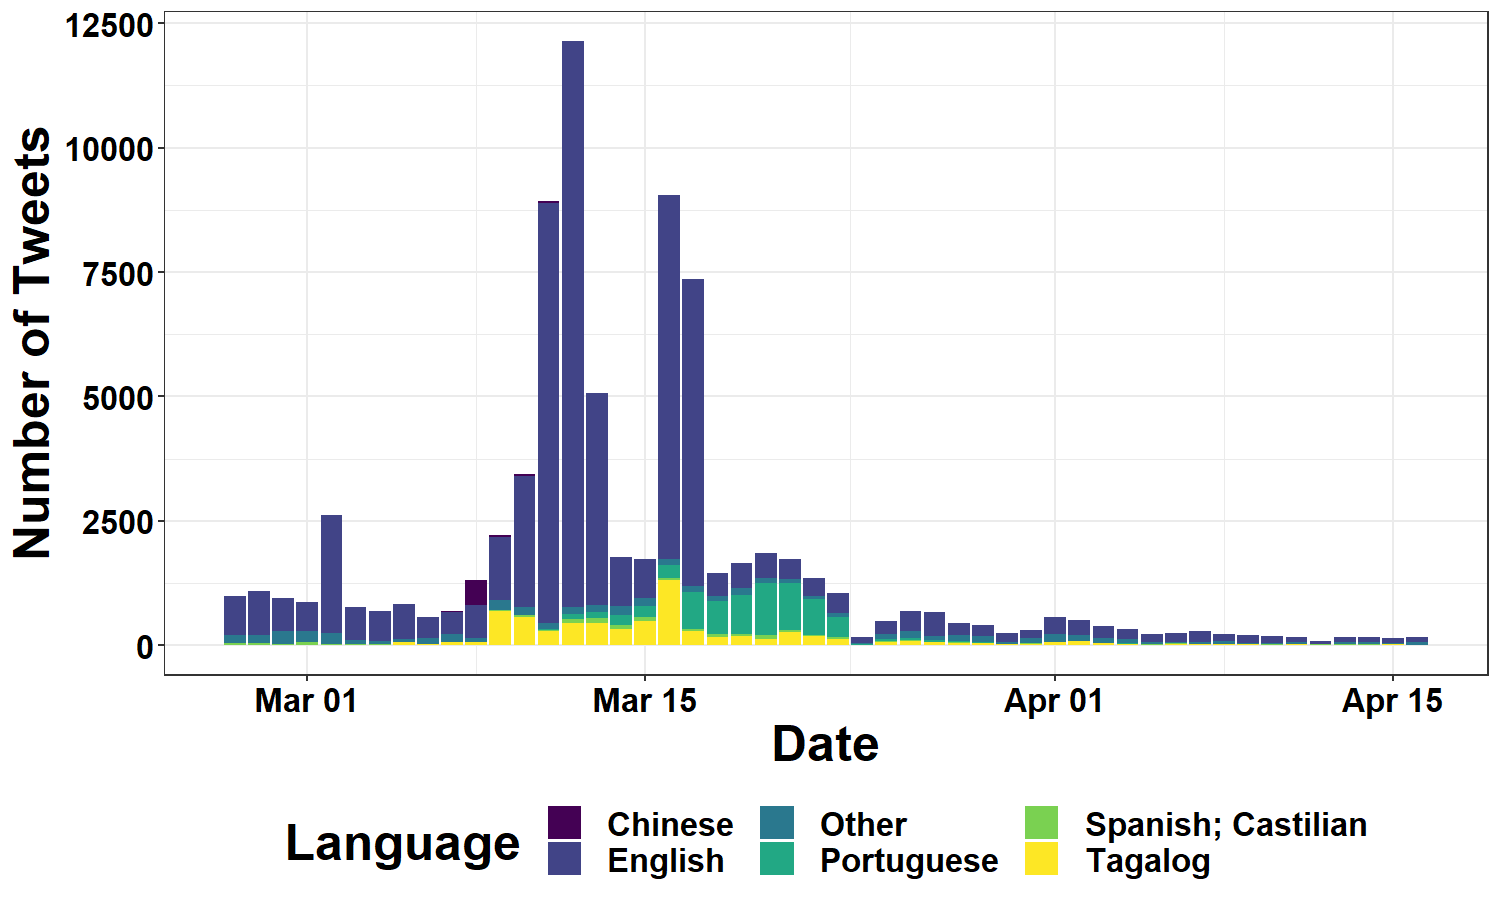 Number of Tweets
12500
10000
7500
5000
2500
0
Mar 01 Mar 15 Apr 01 Apr 15
Date
Language
Chinese Other Spanish; Castilian
English Portuguese Tagalog